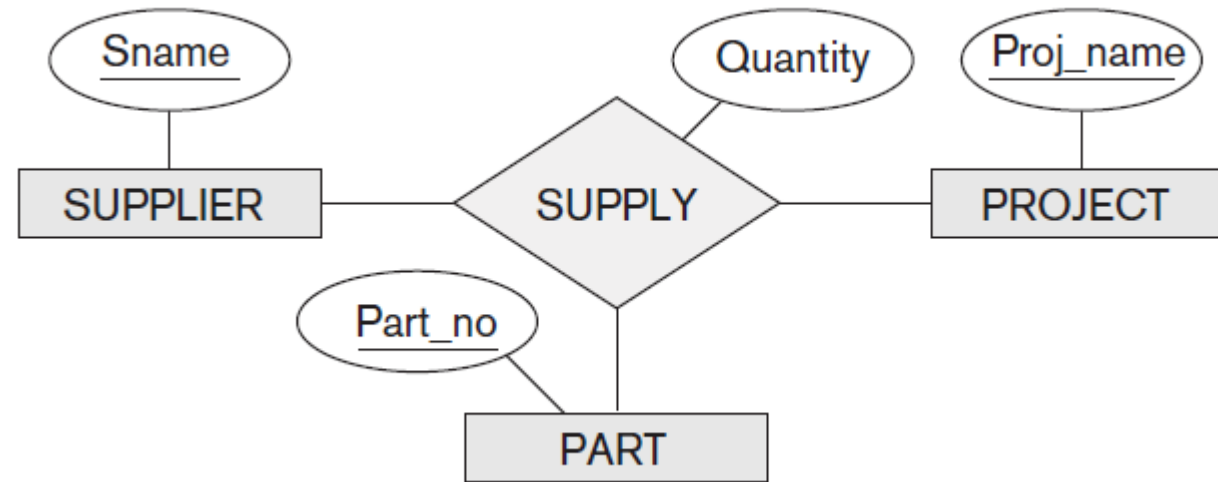 Sname
Quantity
Proj_name
SUPPLIER
SUPPLY
PROJECT
Part_no
PART